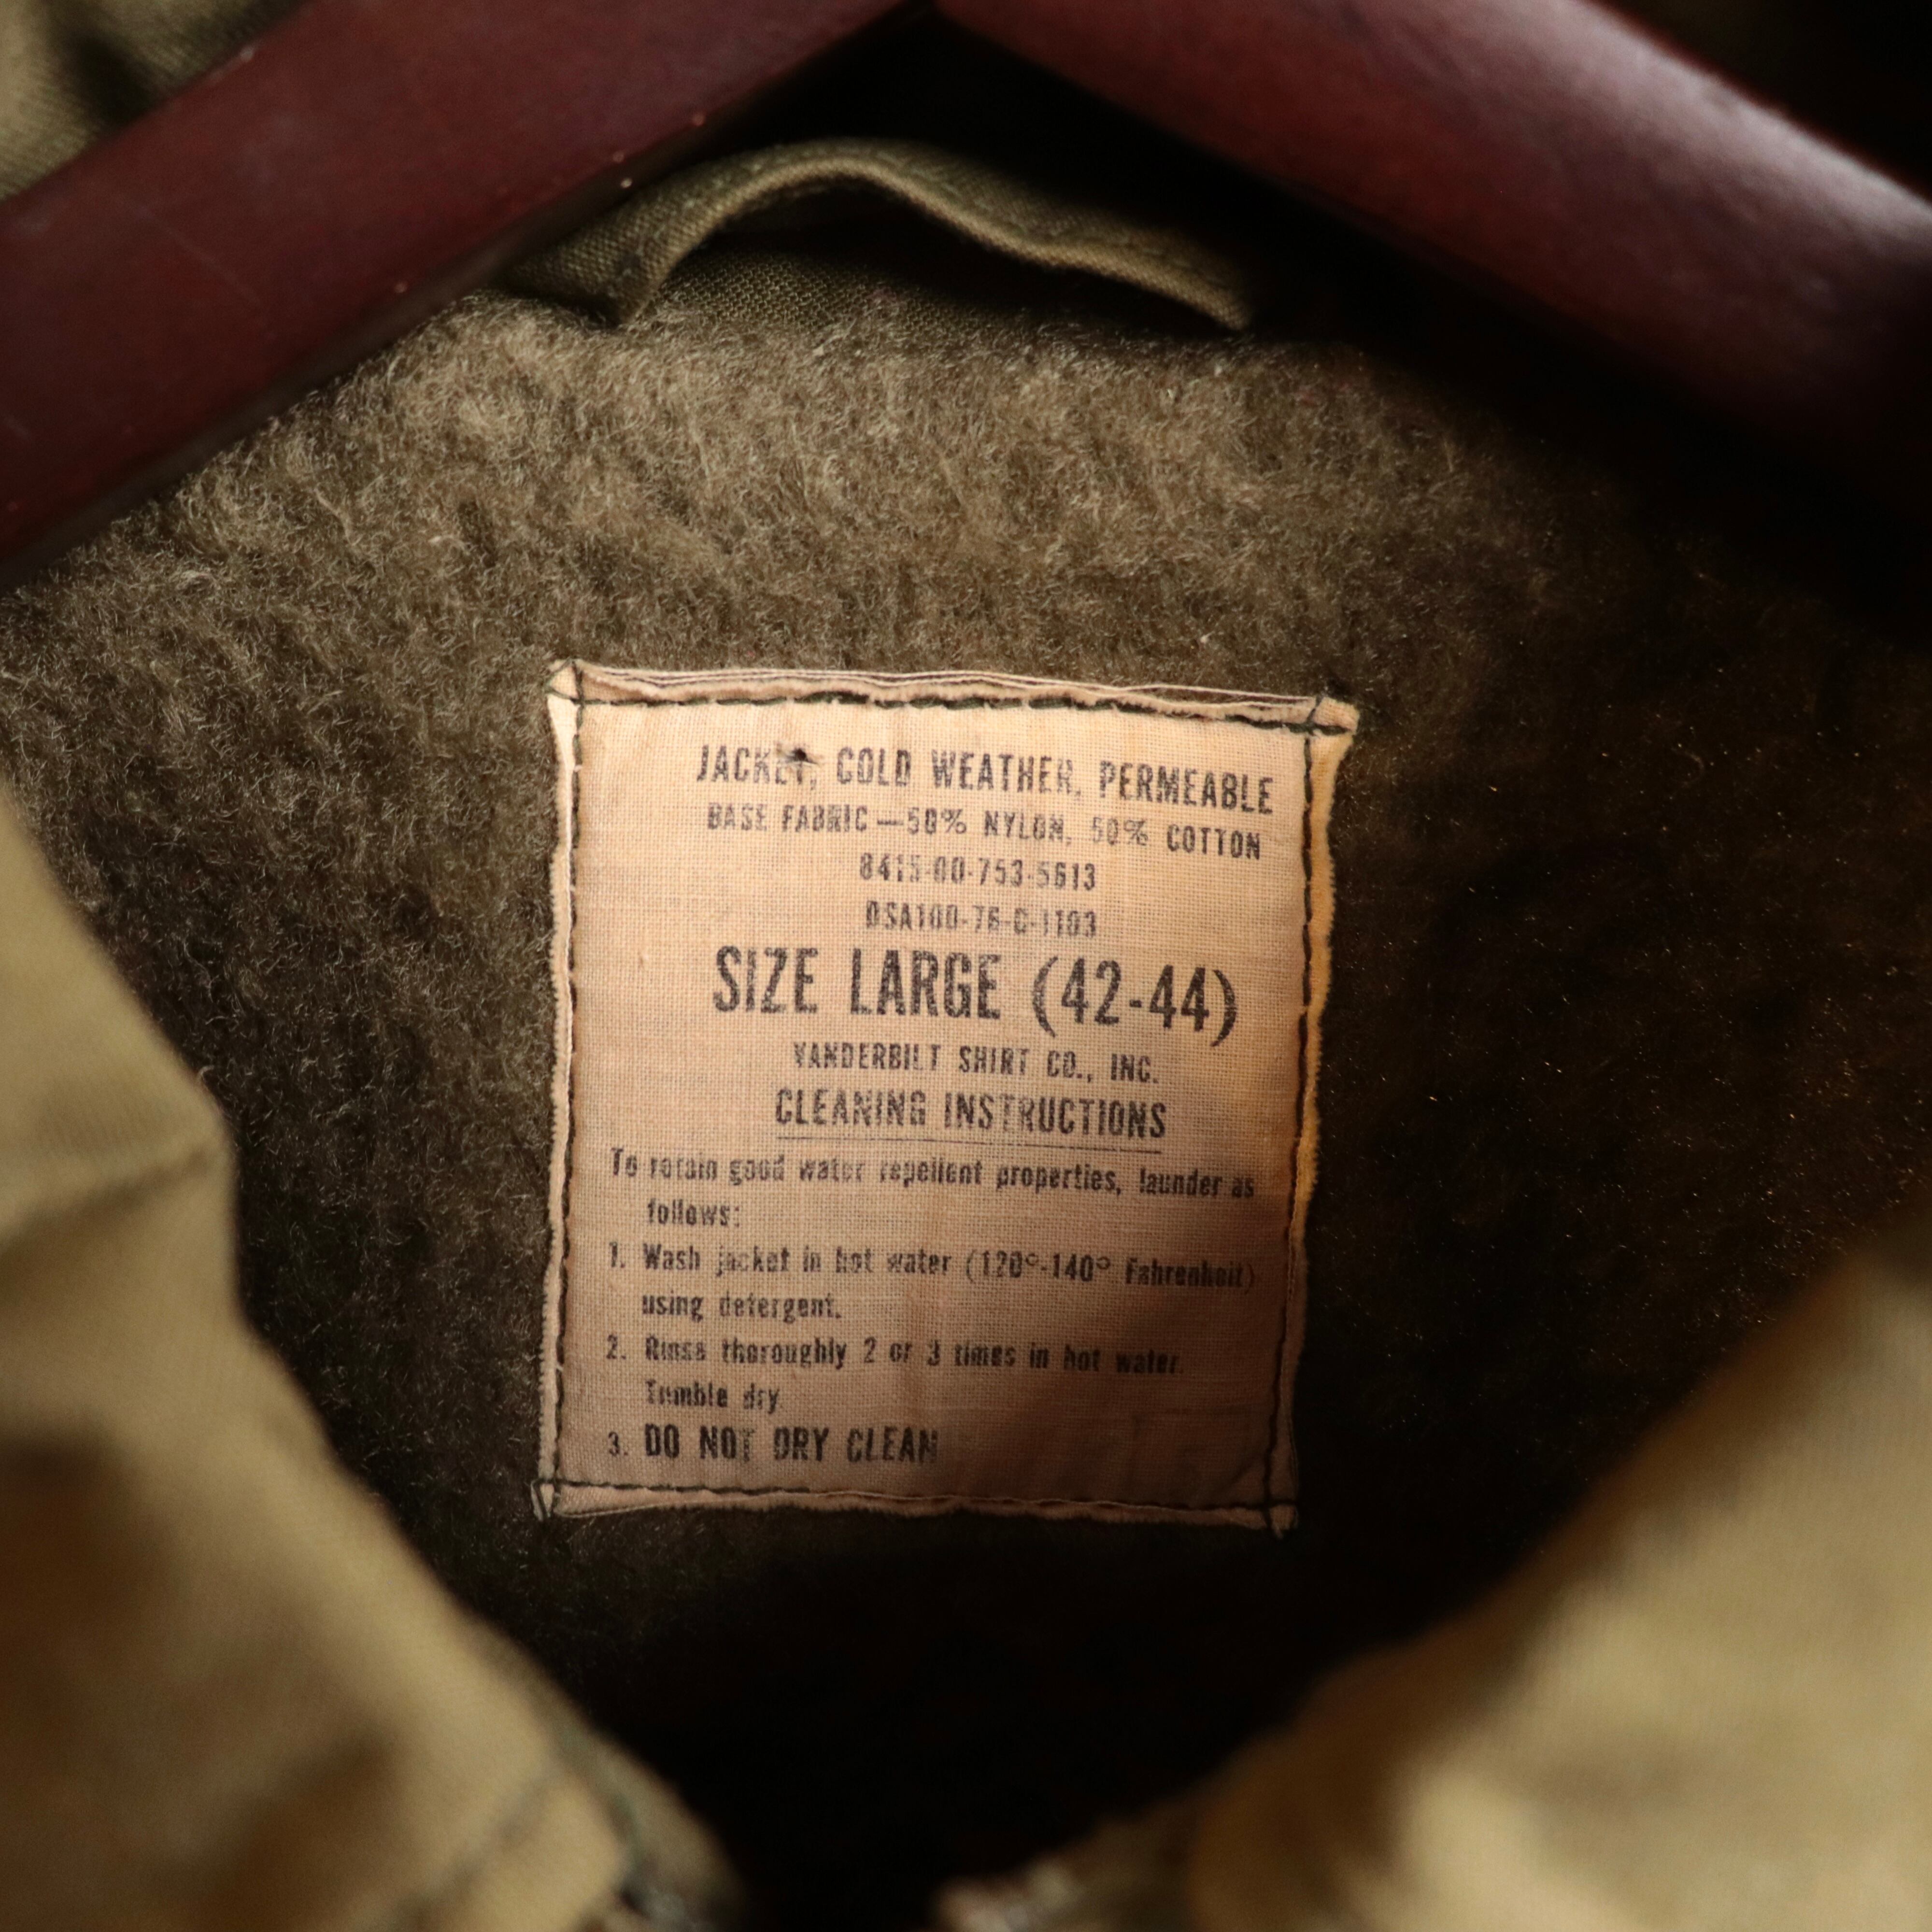 JACKET, COLD WEATHER, PERMEABLE
BASE FABRIC—50% NYLON, 50% COTTON
8415-00-753-5613
DSA100-76-C-1103
SIZE LARGE (42-44)
VANDERBILT SHIRT CO., INC.
CLEANING INSTRUCTIONS
To retain good water repellent properties, launder as
follows:
1. Wash jacket in hot water (120°-140° Fahrenheit)
using detergent.
2. Rinse thoroughly 2 or 3 times in hot water.
Tumble dry
3. DO NOT DRY CLEAN